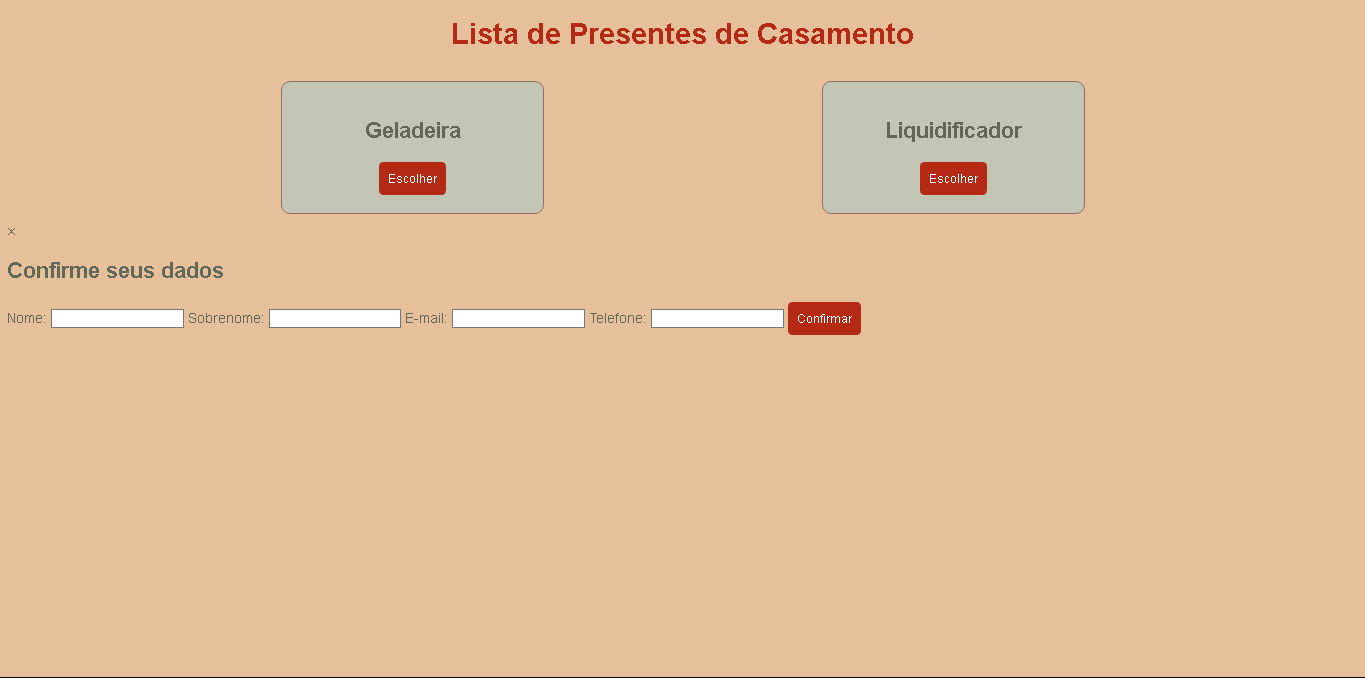 Lista de Presentes de Casamento
Geladeira
Liquidificador
Escolher
Escolher
×
Confirme seus dados
Nome: Sobrenome: E-mail: Telefone: Confirmar